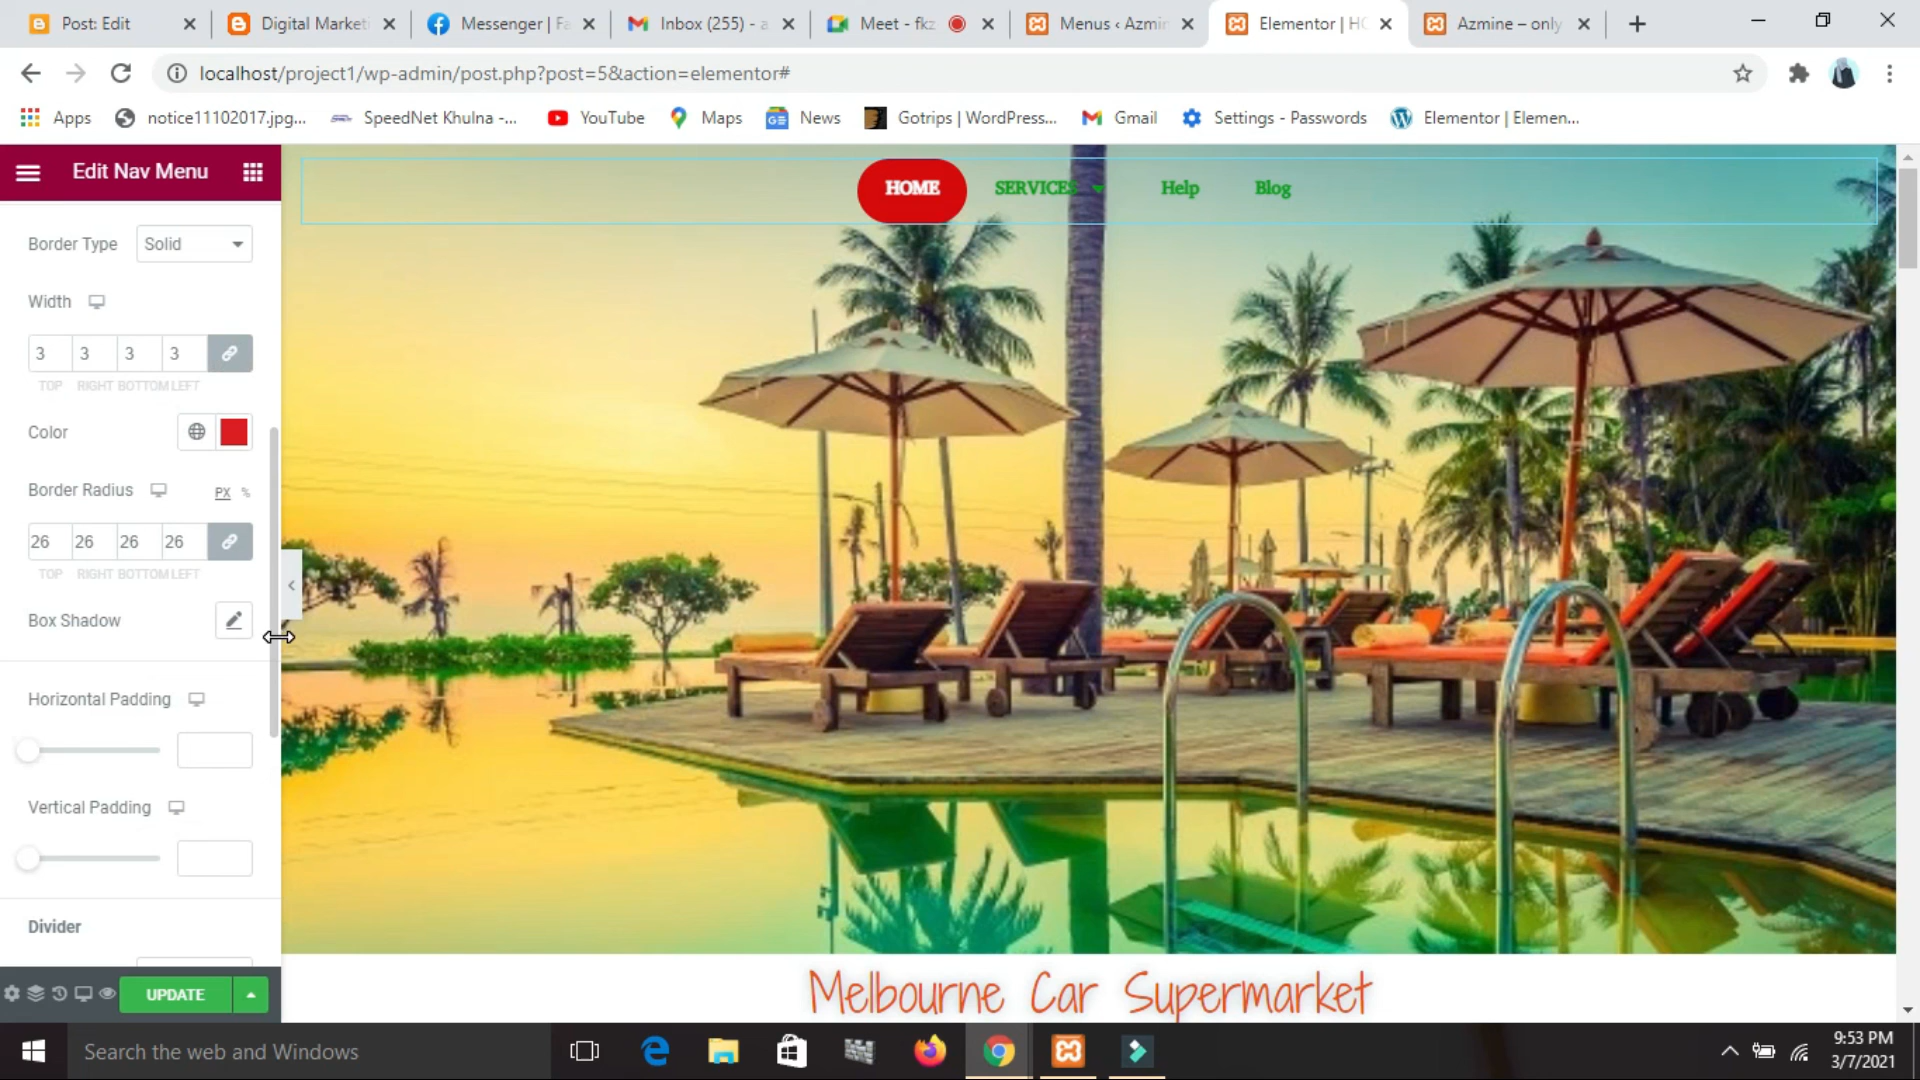 Post: Edit
Digital Market
Messenger | Fa
Inbox (255) - a
Meet - fkz
Menus ‹ Azmin
Elementor | HO
Azmine – only
localhost/project1/wp-admin/post.php?post=5&action=elementor#
Apps
notice11102017.jpg...
SpeedNet Khulna -...
YouTube
Maps
News
Gotrips | WordPress...
Gmail
Settings - Passwords
Elementor | Elemen...
Edit Nav Menu
HOME
SERVICES
Help
Blog
Border Type
Solid
Width
3 3 3 3
TOP RIGHT BOTTOM LEFT
Color
Border Radius
PX %
26 26 26 26
TOP RIGHT BOTTOM LEFT
Box Shadow
Horizontal Padding
Vertical Padding
Divider
UPDATE
Melbourne Car Supermarket
Search the web and Windows
9:53 PM
3/7/2021